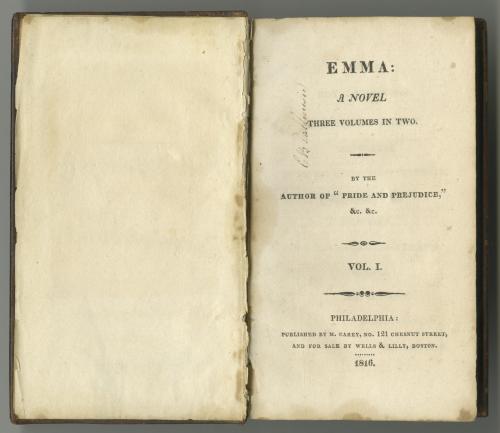 EMMA:
A NOVEL
THREE VOLUMES IN TWO.
BY THE
AUTHOR OF “ PRIDE AND PREJUDICE,”
&c. &c.
VOL. I.
PHILADELPHIA:
PUBLISHED BY M. CAREY, NO. 121 CHESNUT STREET;
AND FOR SALE BY WELLS & LILLY, BOSTON.
1816.